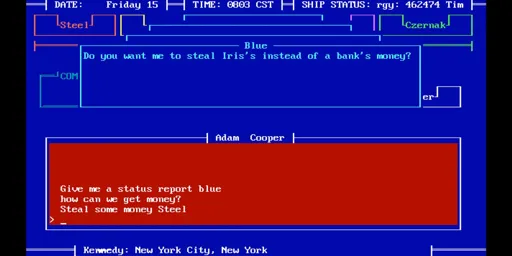 DATE: Friday 15 TIME: 0803 CST SHIP STATUS: rgy: 462474 Tim
Steel Czernak
Blue
Do you want me to steal Iris's instead of a bank's money?
COM
er
Adam Cooper
Give me a status report blue
how can we get money?
Steal some money Steel
> _
Kennedy: New York City, New York